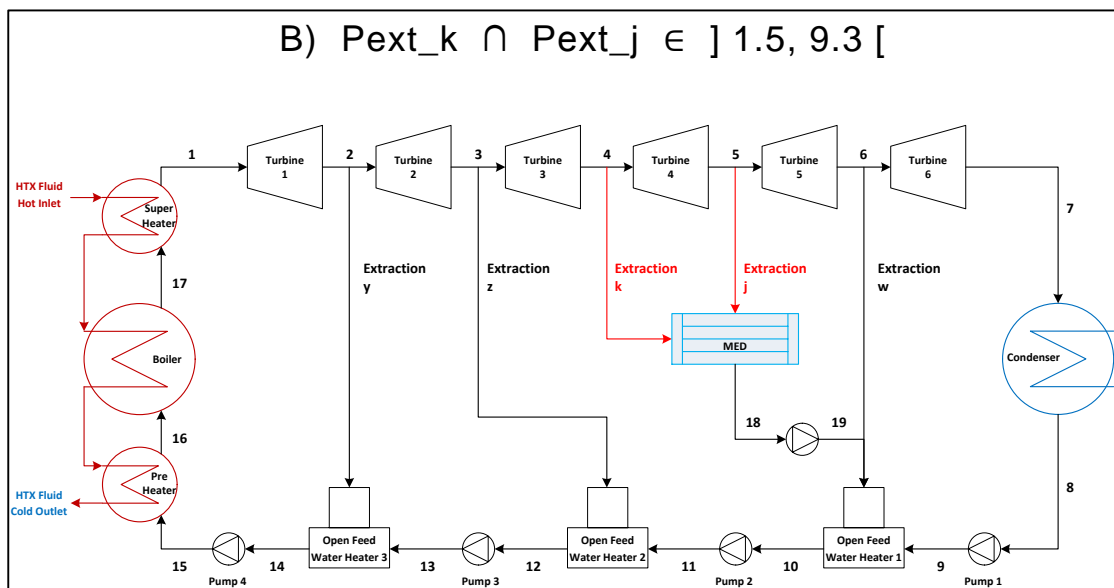 B) Pext_k ∩ Pext_j ∈ ] 1.5, 9.3 [
1
2
3
4
5
6
Turbine
1
Turbine
2
Turbine
3
Turbine
4
Turbine
5
Turbine
6
HTX Fluid
Hot Inlet
Super
Heater
7
17
Extraction
y
Extraction
z
Extraction
k
Extraction
j
Extraction
w
Boiler
MED
Condenser
16
18
19
Pre
Heater
HTX Fluid
Cold Outlet
8
15
14
13
12
11
10
9
Open Feed
Water Heater 3
Open Feed
Water Heater 2
Open Feed
Water Heater 1
Pump 4
Pump 3
Pump 2
Pump 1